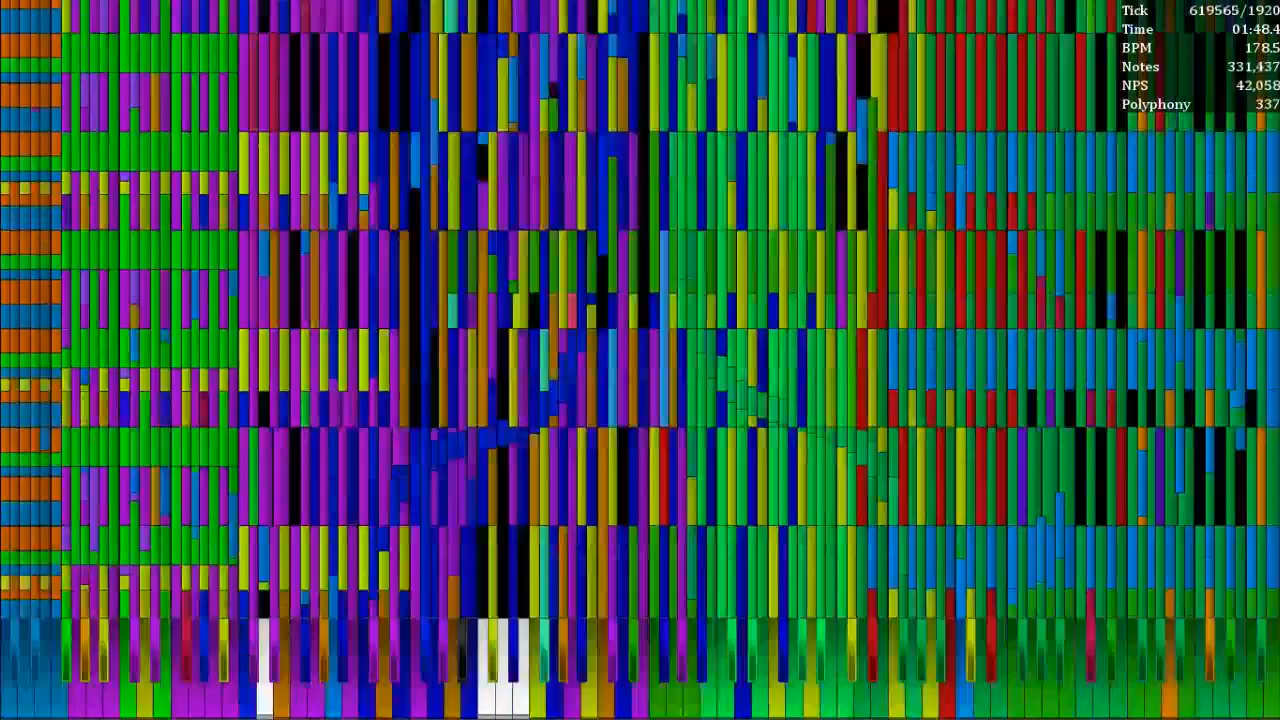 Tick 619565/1920
Time 01:48.4
BPM 178.5
Notes 331,437
NPS 42,058
Polyphony 337